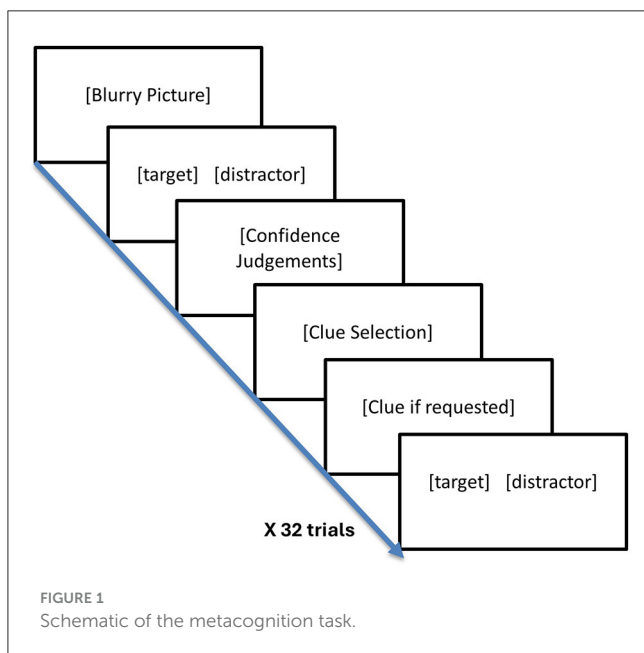 [Blurry Picture]
[target] [distractor]
[Confidence
Judgements]
[Clue Selection]
[Clue if requested]
[target] [distractor]
X 32 trials
FIGURE 1
Schematic of the metacognition task.